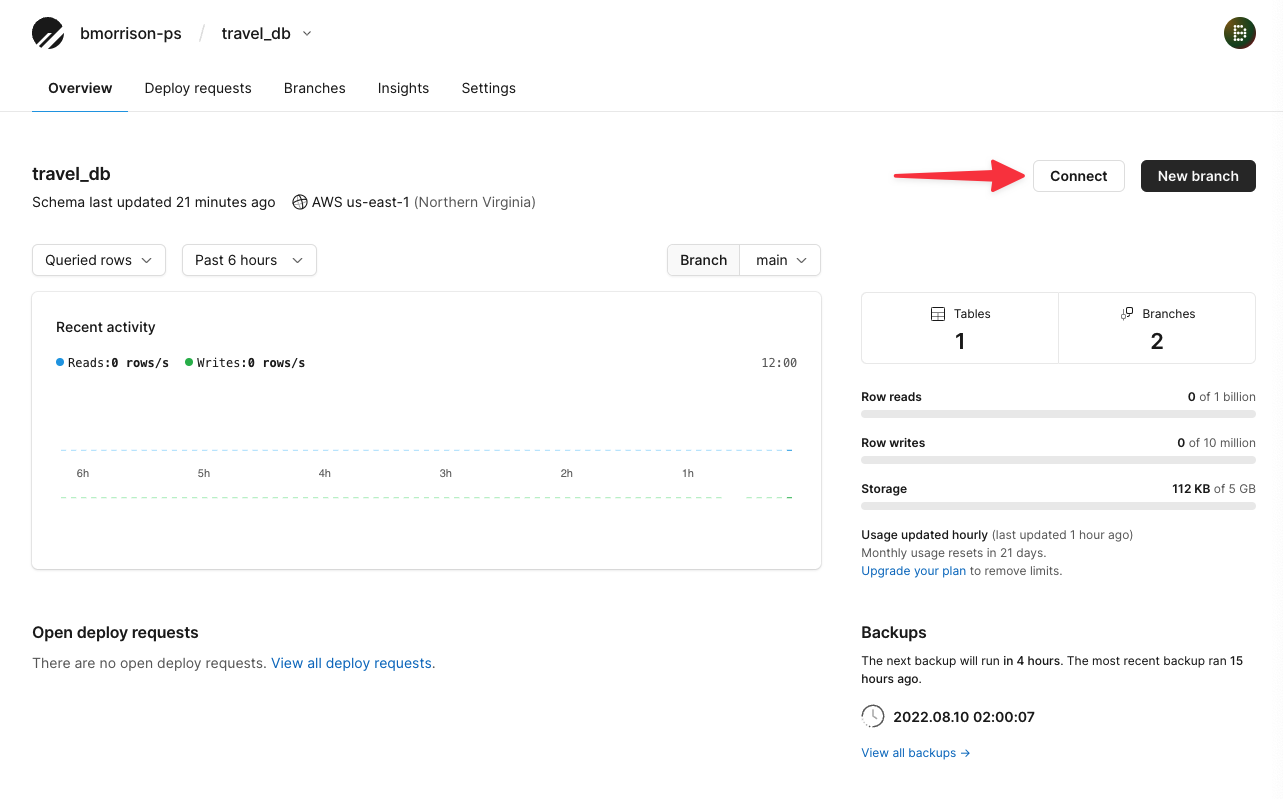 bmorrison-ps / travel_db
Overview Deploy requests Branches Insights Settings
travel_db
Connect
New branch
Schema last updated 21 minutes ago AWS us-east-1 (Northern Virginia)
Queried rows Past 6 hours
Branch main
Recent activity
Reads:0 rows/s Writes:0 rows/s 12:00
6h 5h 4h 3h 2h 1h
Tables
1
Branches
2
Row reads 0 of 1 billion
Row writes 0 of 10 million
Storage 112 KB of 5 GB
Usage updated hourly (last updated 1 hour ago)
Monthly usage resets in 21 days.
Upgrade your plan to remove limits.
Open deploy requests
There are no open deploy requests. View all deploy requests.
Backups
The next backup will run in 4 hours. The most recent backup ran 15
hours ago.
2022.08.10 02:00:07
View all backups →